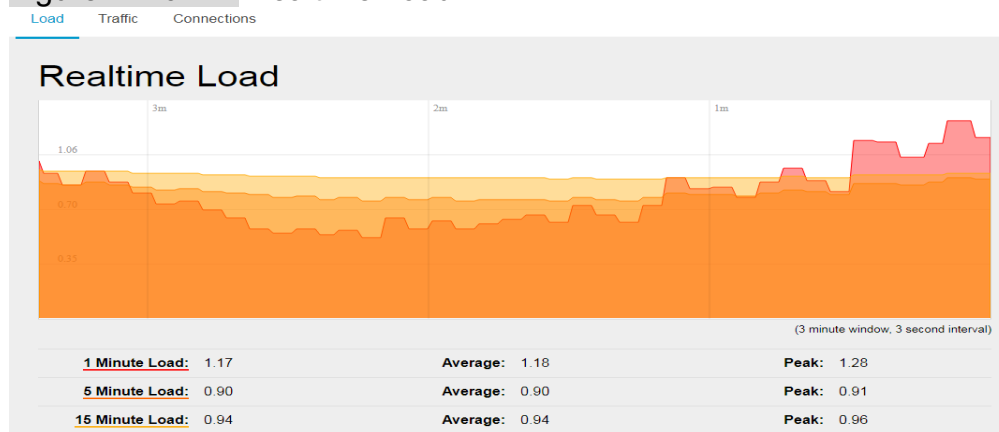 Load Traffic Connections
Realtime Load
3m 2m 1m
1.06
0.70
0.35
(3 minute window, 3 second interval)
1 Minute Load: 1.17 Average: 1.18 Peak: 1.28
5 Minute Load: 0.90 Average: 0.90 Peak: 0.91
15 Minute Load: 0.94 Average: 0.94 Peak: 0.96